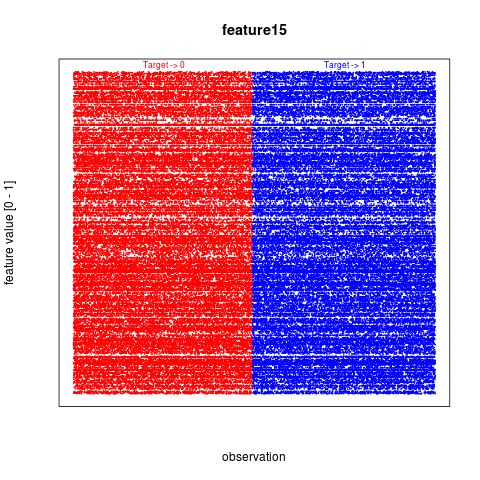 feature15
Target -> 0
Target -> 1
feature value [0 - 1]
observation